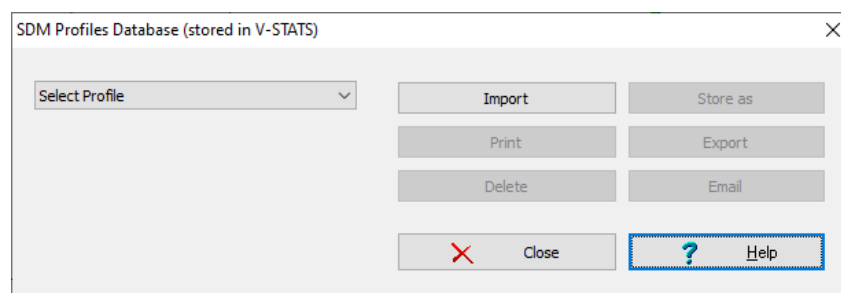 SDM Profiles Database (stored in V-STATS)
Select Profile
Import
Store as
Print
Export
Delete
Email
Close
Help